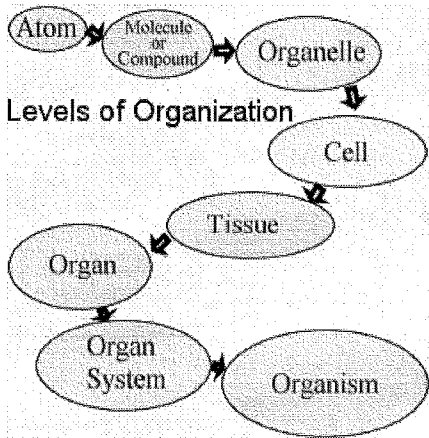 Atom
Molecule
or
Compound
Organelle
Levels of Organization
Cell
Tissue
Organ
Organ
System
Organism